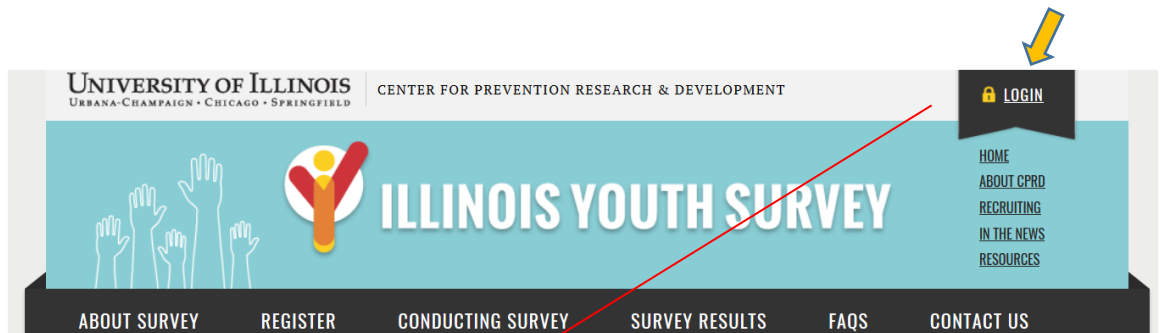 UNIVERSITY OF ILLINOIS
URBANA-CHAMPAIGN • CHICAGO • SPRINGFIELD
CENTER FOR PREVENTION RESEARCH & DEVELOPMENT
LOGIN
ILLINOIS YOUTH SURVEY
HOME
ABOUT CPRD
RECRUITING
IN THE NEWS
RESOURCES
ABOUT SURVEY REGISTER CONDUCTING SURVEY SURVEY RESULTS FAQS CONTACT US